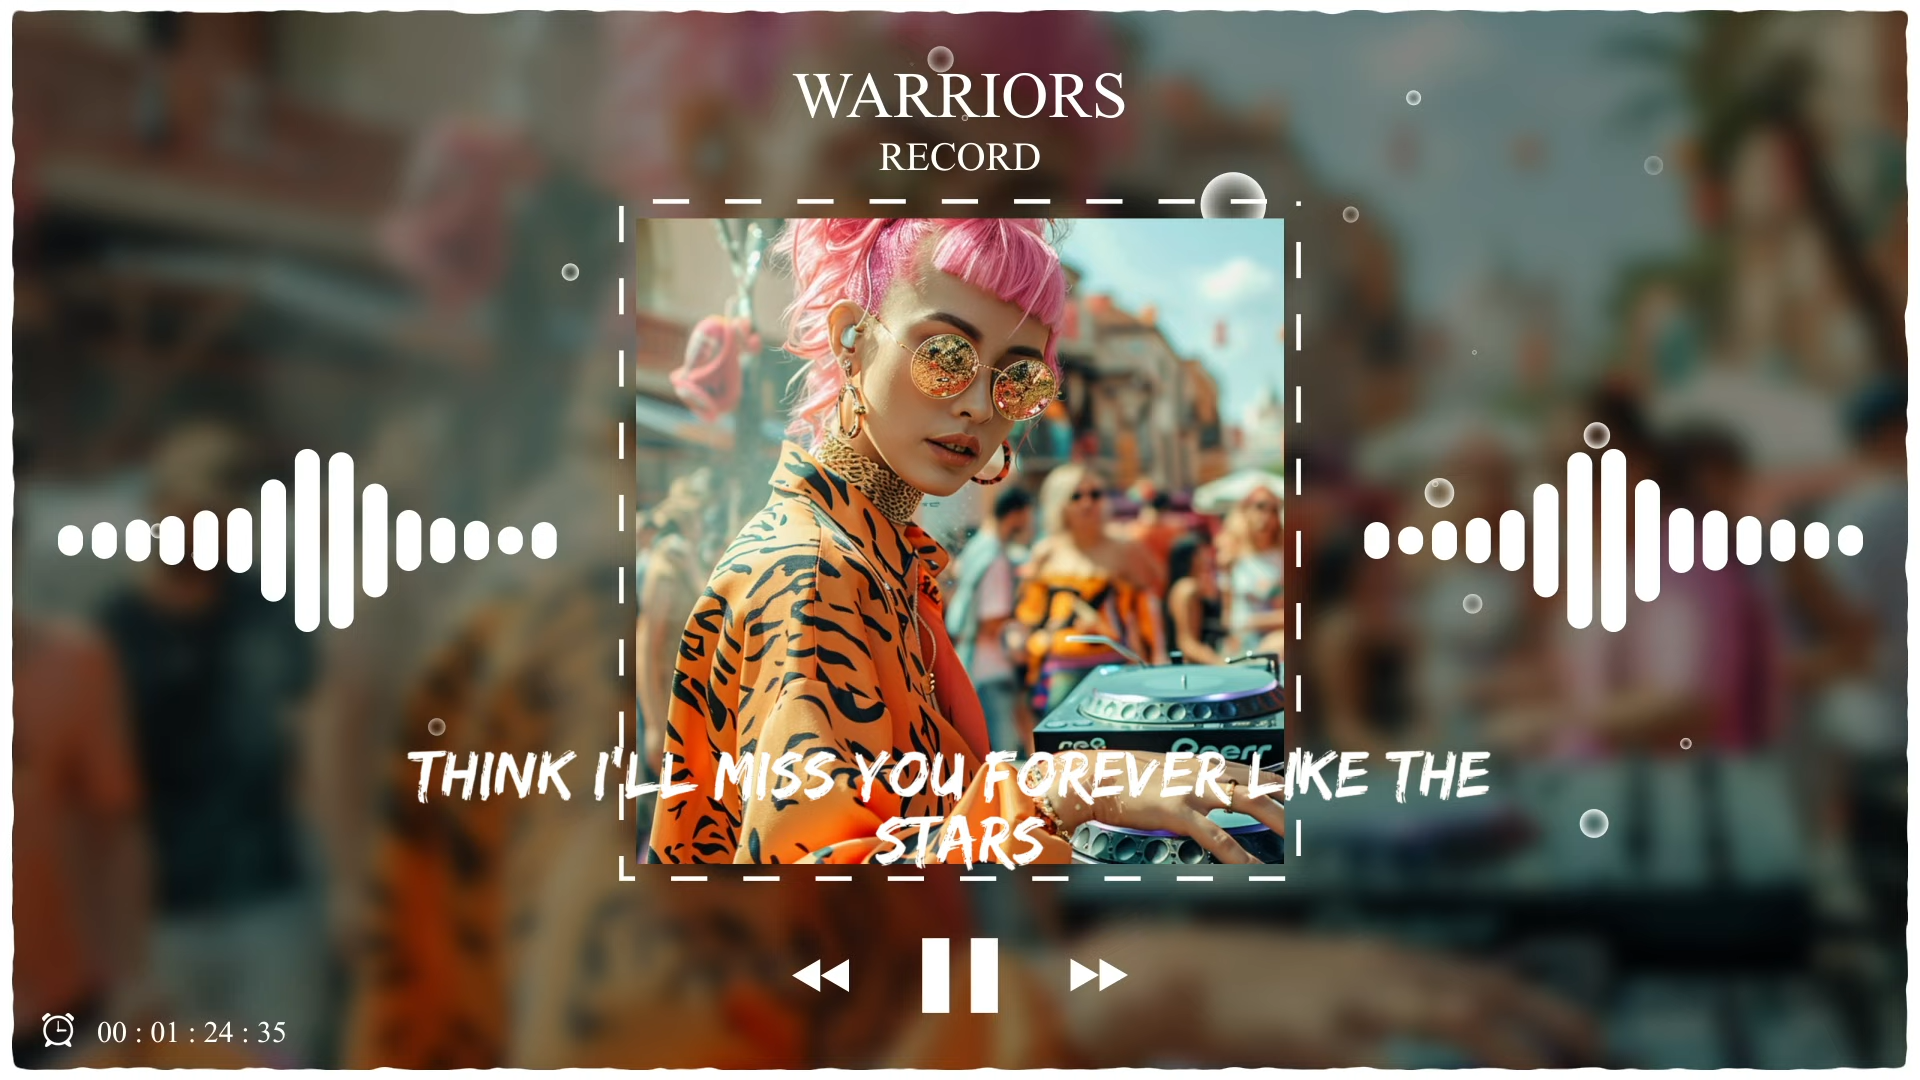 WARRIORS
RECORD
THINK I'LL MISS YOU FOREVER LIKE THE
STARS
00 : 01 : 24 : 35